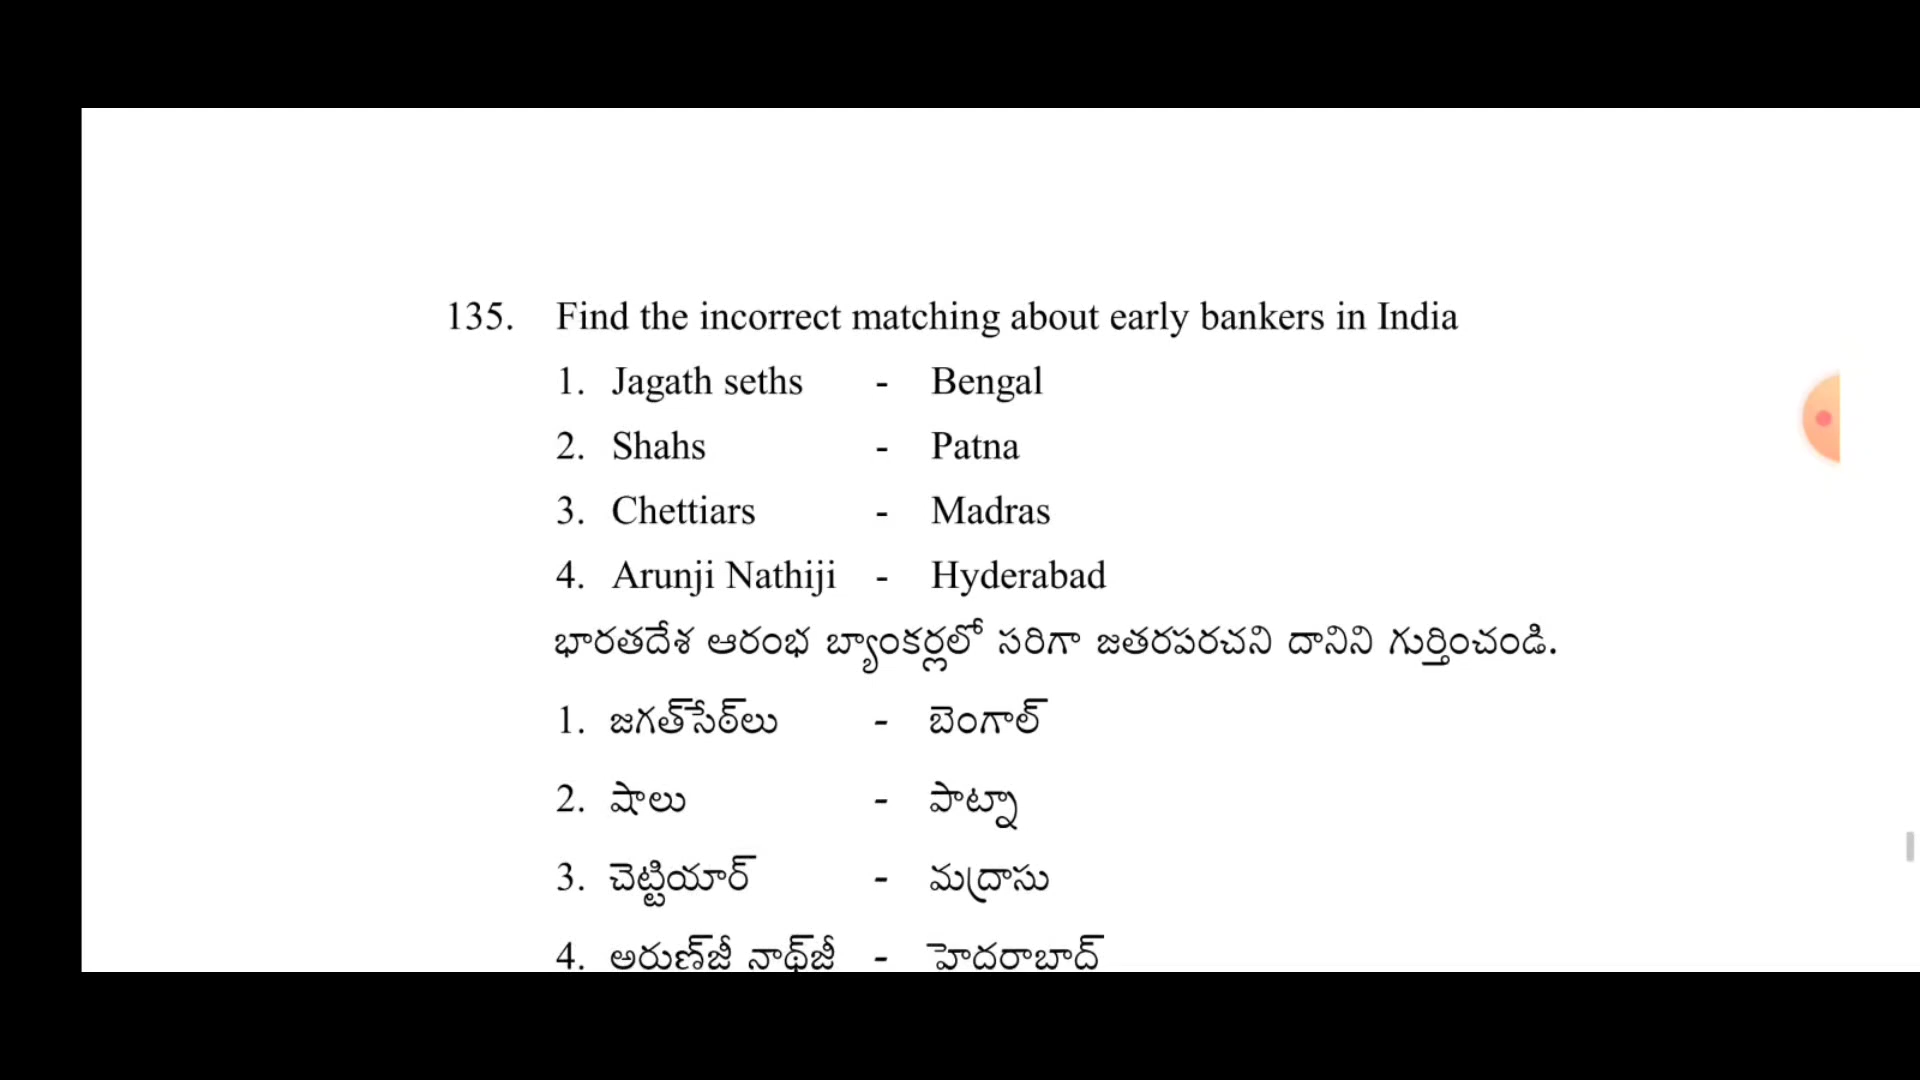 135. Find the incorrect matching about early bankers in India
1. Jagath seths - Bengal
2. Shahs - Patna
3. Chettiars - Madras
4. Arunji Nathiji - Hyderabad
భారతదేశ ఆరంభ బ్యాంకర్లలో సరిగా జతరపరచని దానిని గుర్తించండి.
1. జగత్‌సేఠ్‌లు - బెంగాల్
2. షాలు - పాట్నా
3. చెట్టియార్ - మద్రాసు
4. అరుణ్‌జీ నాథ్‌జీ - హైదరాబాద్